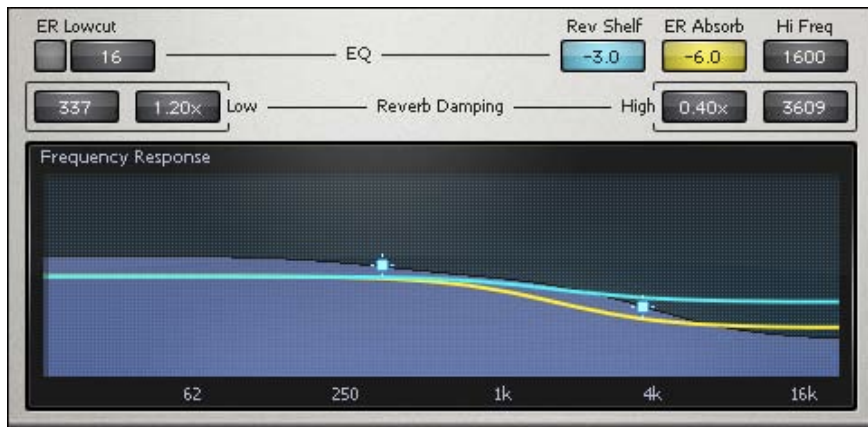 ER Lowcut Rev Shelf ER Absorb Hi Freq
16 EQ -3.0 -6.0 1600
337 1.20x Low Reverb Damping High 0.40x 3609
Frequency Response
62 250 1k 4k 16k